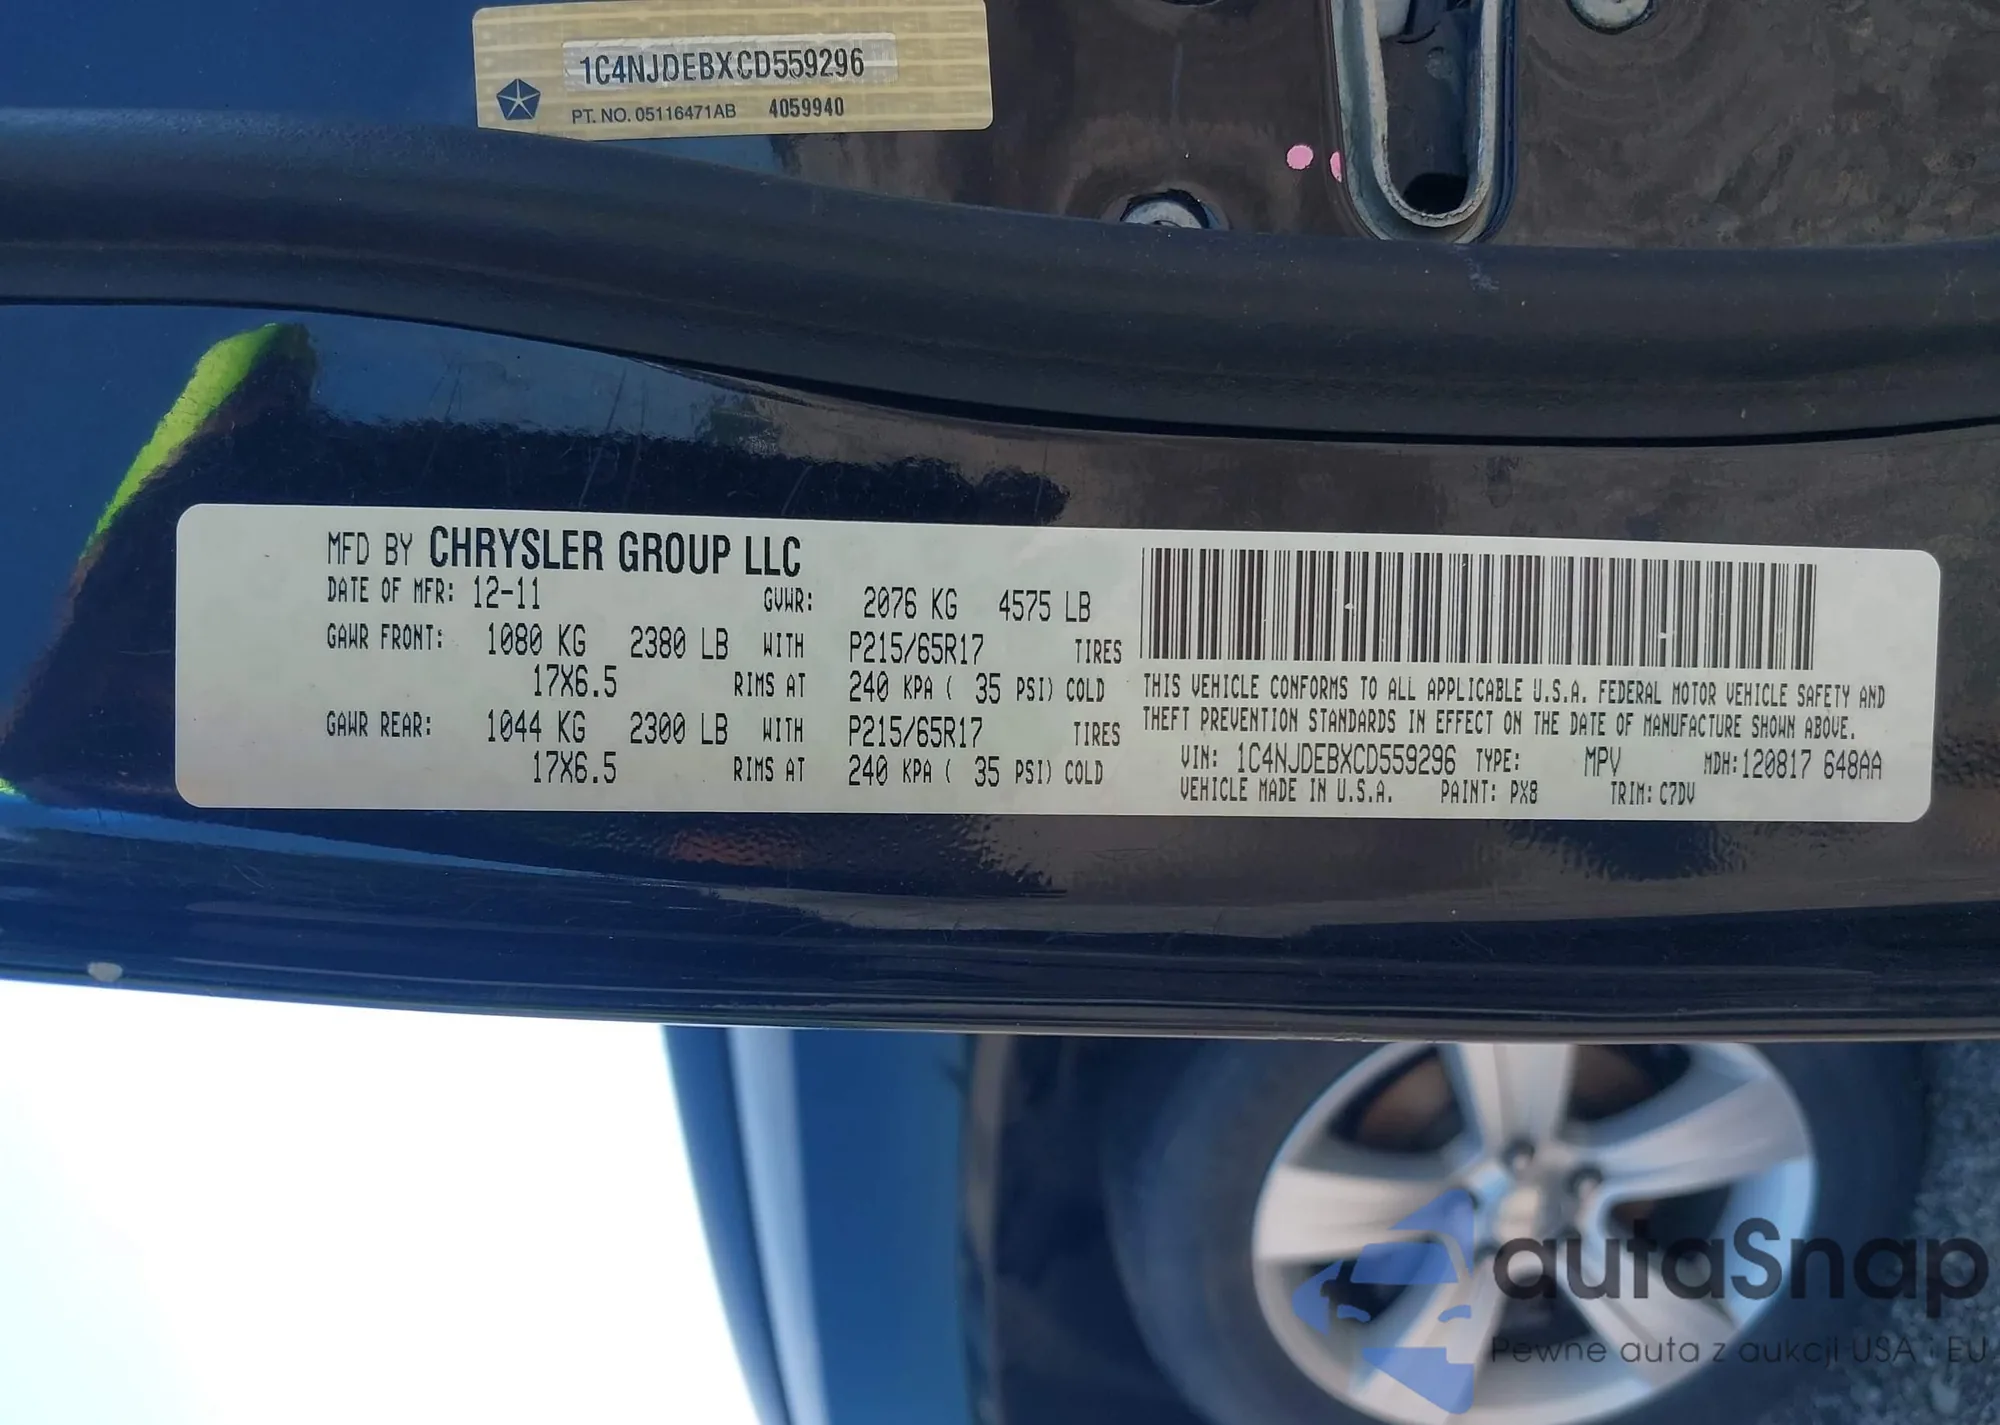 1C4NJDEBXCD559296
PT. NO. 05116471AB 4059940
MFD BY CHRYSLER GROUP LLC
DATE OF MFR: 12-11 GVWR: 2076 KG 4575 LB
GAWR FRONT: 1080 KG 2380 LB WITH P215/65R17 TIRES
17X6.5 RIMS AT 240 KPA ( 35 PSI) COLD
GAWR REAR: 1044 KG 2300 LB WITH P215/65R17 TIRES
17X6.5 RIMS AT 240 KPA ( 35 PSI) COLD
THIS VEHICLE CONFORMS TO ALL APPLICABLE U.S.A. FEDERAL MOTOR VEHICLE SAFETY AND
THEFT PREVENTION STANDARDS IN EFFECT ON THE DATE OF MANUFACTURE SHOWN ABOVE.
VIN: 1C4NJDEBXCD559296 TYPE: MPV MDH:120817 648AA
VEHICLE MADE IN U.S.A. PAINT: PX8 TRIM: C7DV
autaSnap
Pewne auta z aukcji USA i EU